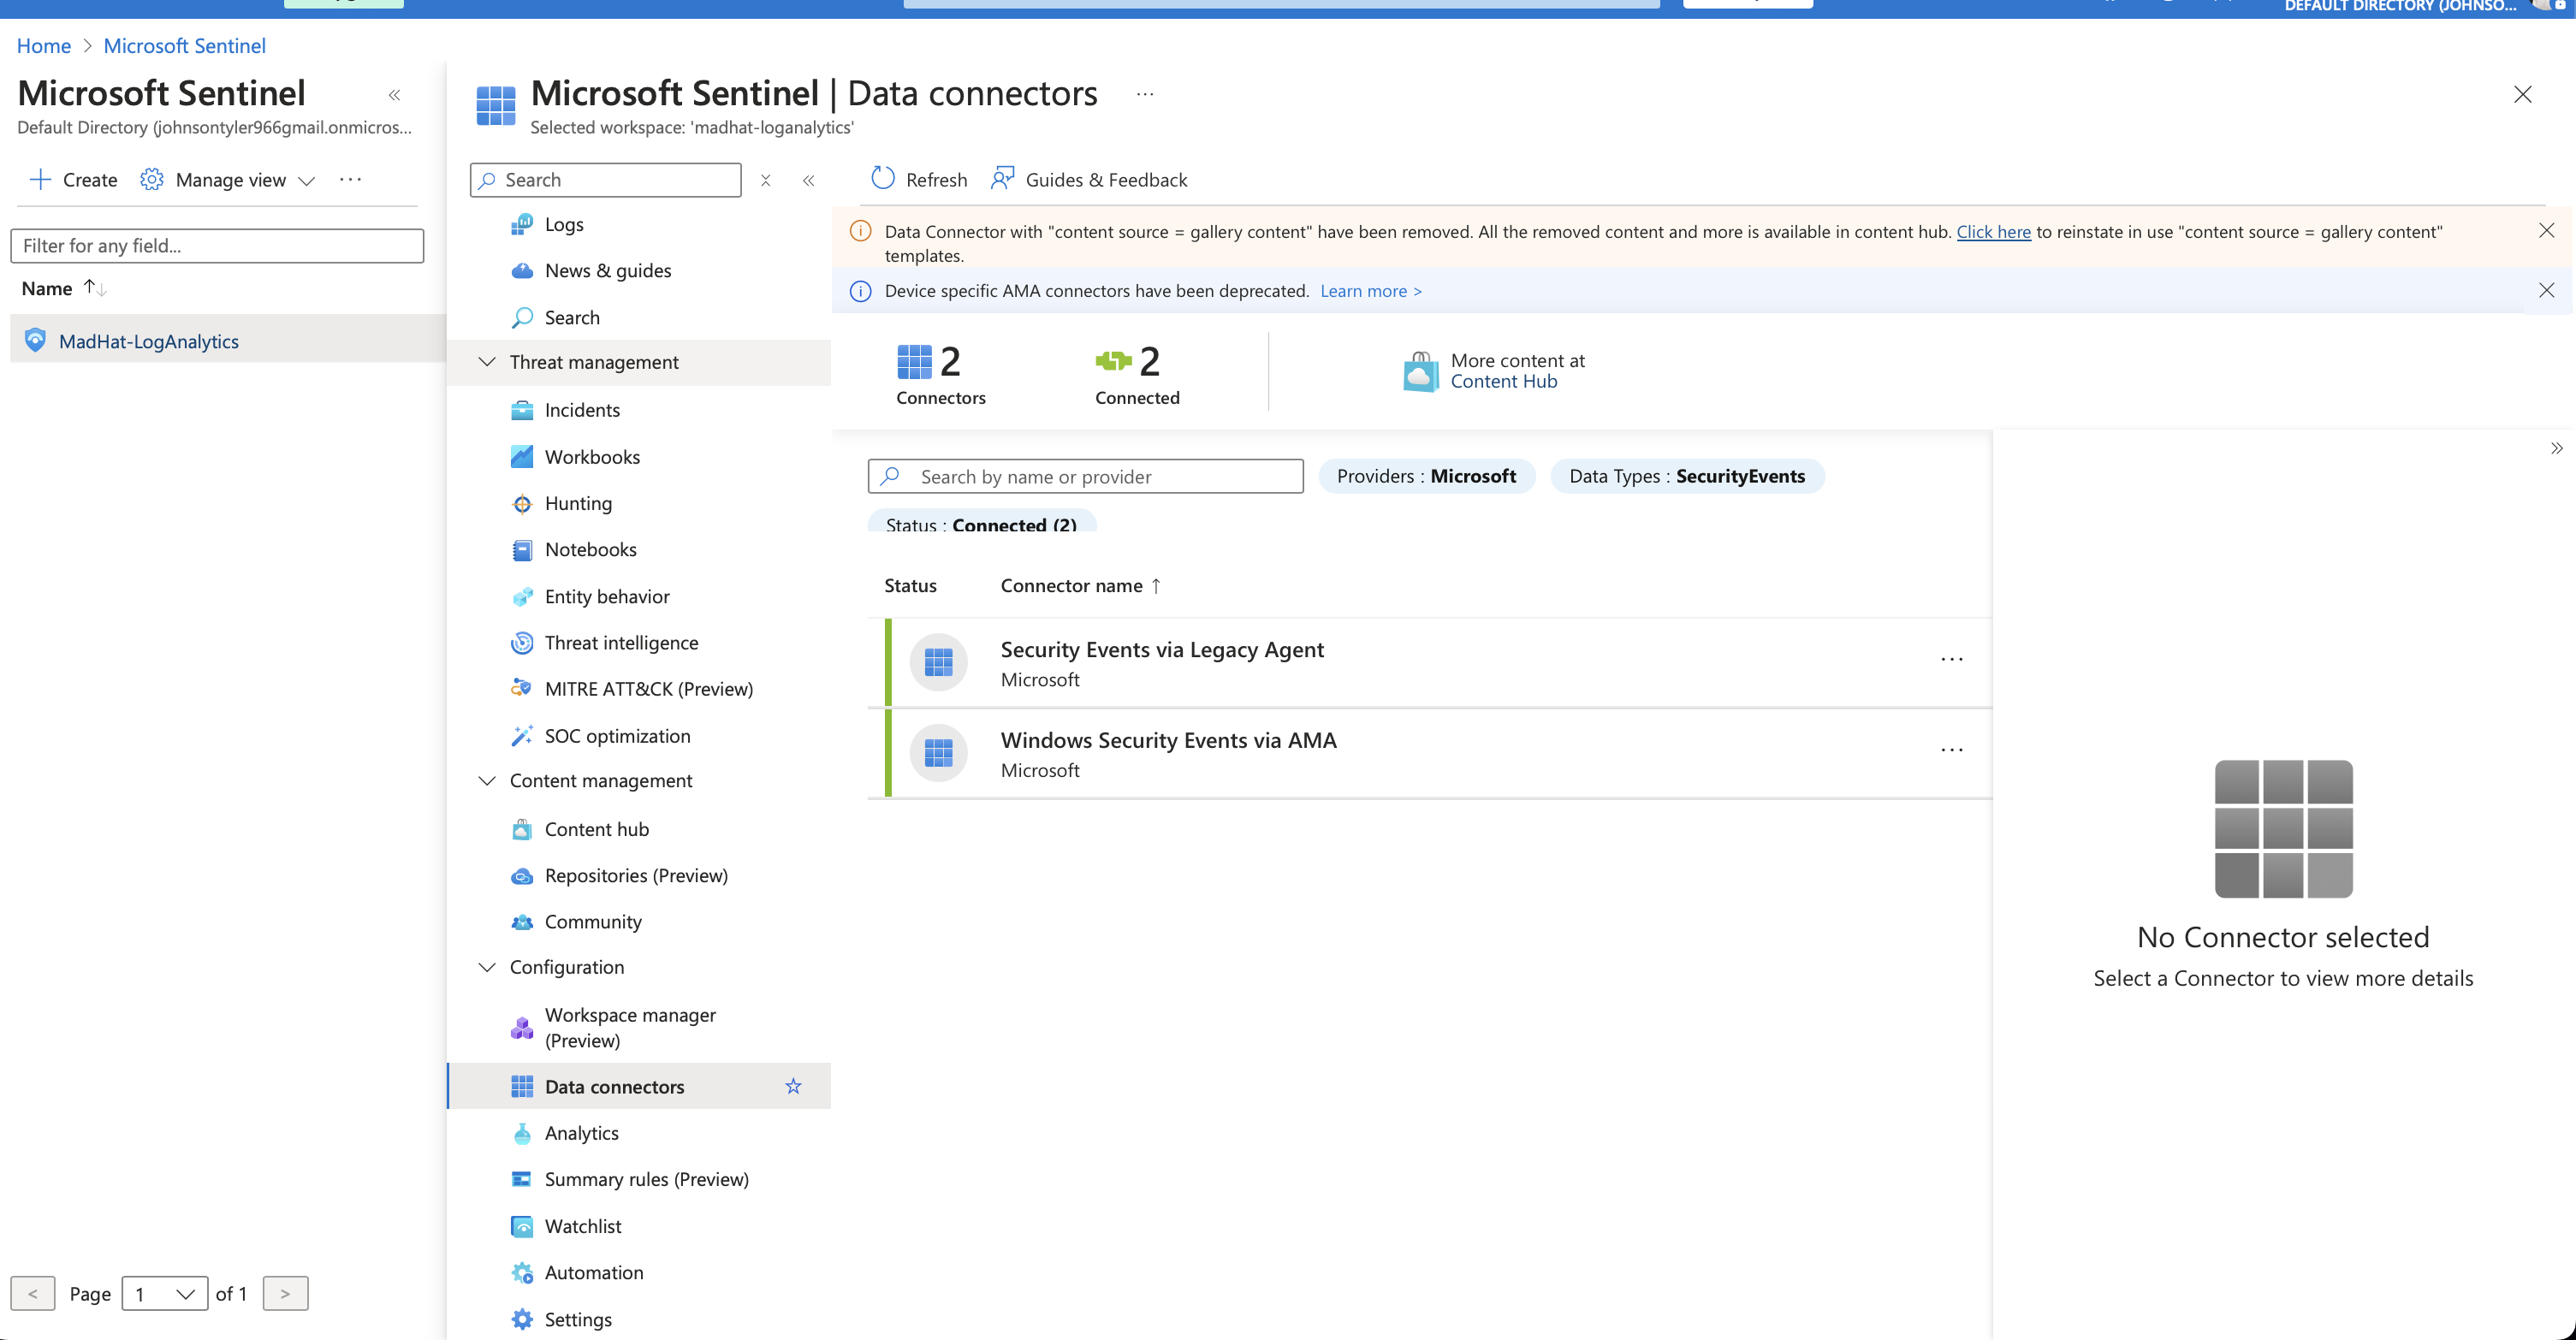 DEFAULT DIRECTORY (JOHNSO...
Home > Microsoft Sentinel
Microsoft Sentinel
Default Directory (johnsontyler966gmail.onmicros...
Create
Manage view
Filter for any field...
Name
MadHat-LogAnalytics
< Page 1 of 1 >
Microsoft Sentinel | Data connectors
Selected workspace: 'madhat-loganalytics'
Search
Logs
News & guides
Search
Threat management
Incidents
Workbooks
Hunting
Notebooks
Entity behavior
Threat intelligence
MITRE ATT&CK (Preview)
SOC optimization
Content management
Content hub
Repositories (Preview)
Community
Configuration
Workspace manager
(Preview)
Data connectors
Analytics
Summary rules (Preview)
Watchlist
Automation
Settings
Refresh
Guides & Feedback
Data Connector with "content source = gallery content" have been removed. All the removed content and more is available in content hub. Click here to reinstate in use "content source = gallery content"
templates.
Device specific AMA connectors have been deprecated. Learn more >
2
Connectors
2
Connected
More content at
Content Hub
Search by name or provider
Providers : Microsoft
Data Types : SecurityEvents
Status : Connected (2)
Status
Connector name ↑
Security Events via Legacy Agent
Microsoft
Windows Security Events via AMA
Microsoft
No Connector selected
Select a Connector to view more details